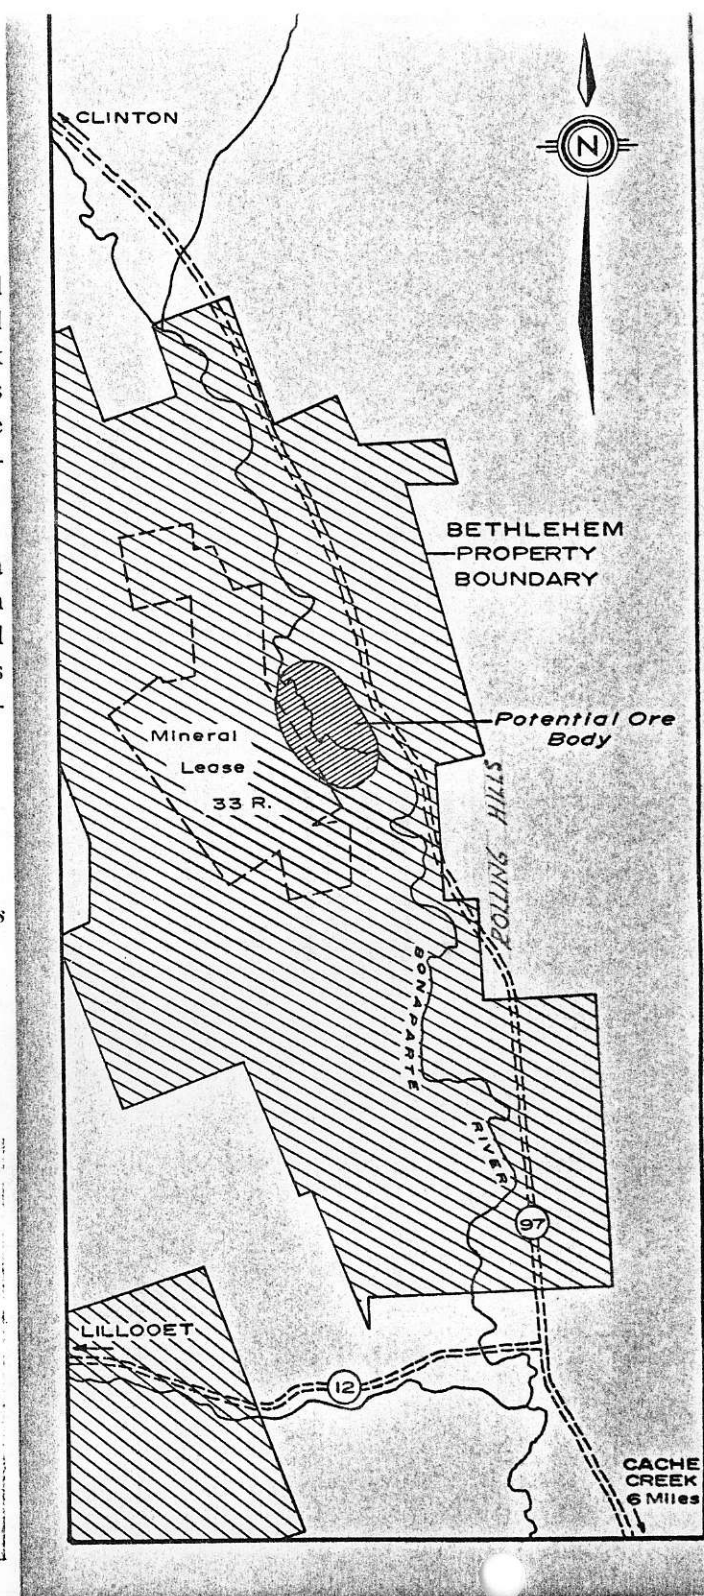 CLINTON
N
BETHLEHEM
PROPERTY
BOUNDARY
Potential Ore
Body
Mineral
Lease
33 R.
ROLLING HILLS
BONAPARTE
RIVER
97
LILLOOET
12
CACHE
CREEK
6 Miles